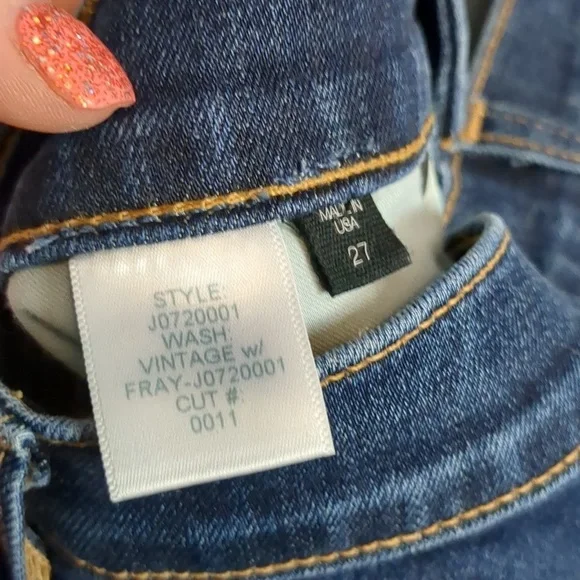 MADE IN
USA
27
STYLE:
J0720001
WASH:
VINTAGE w/
FRAY-J0720001
CUT #:
0011